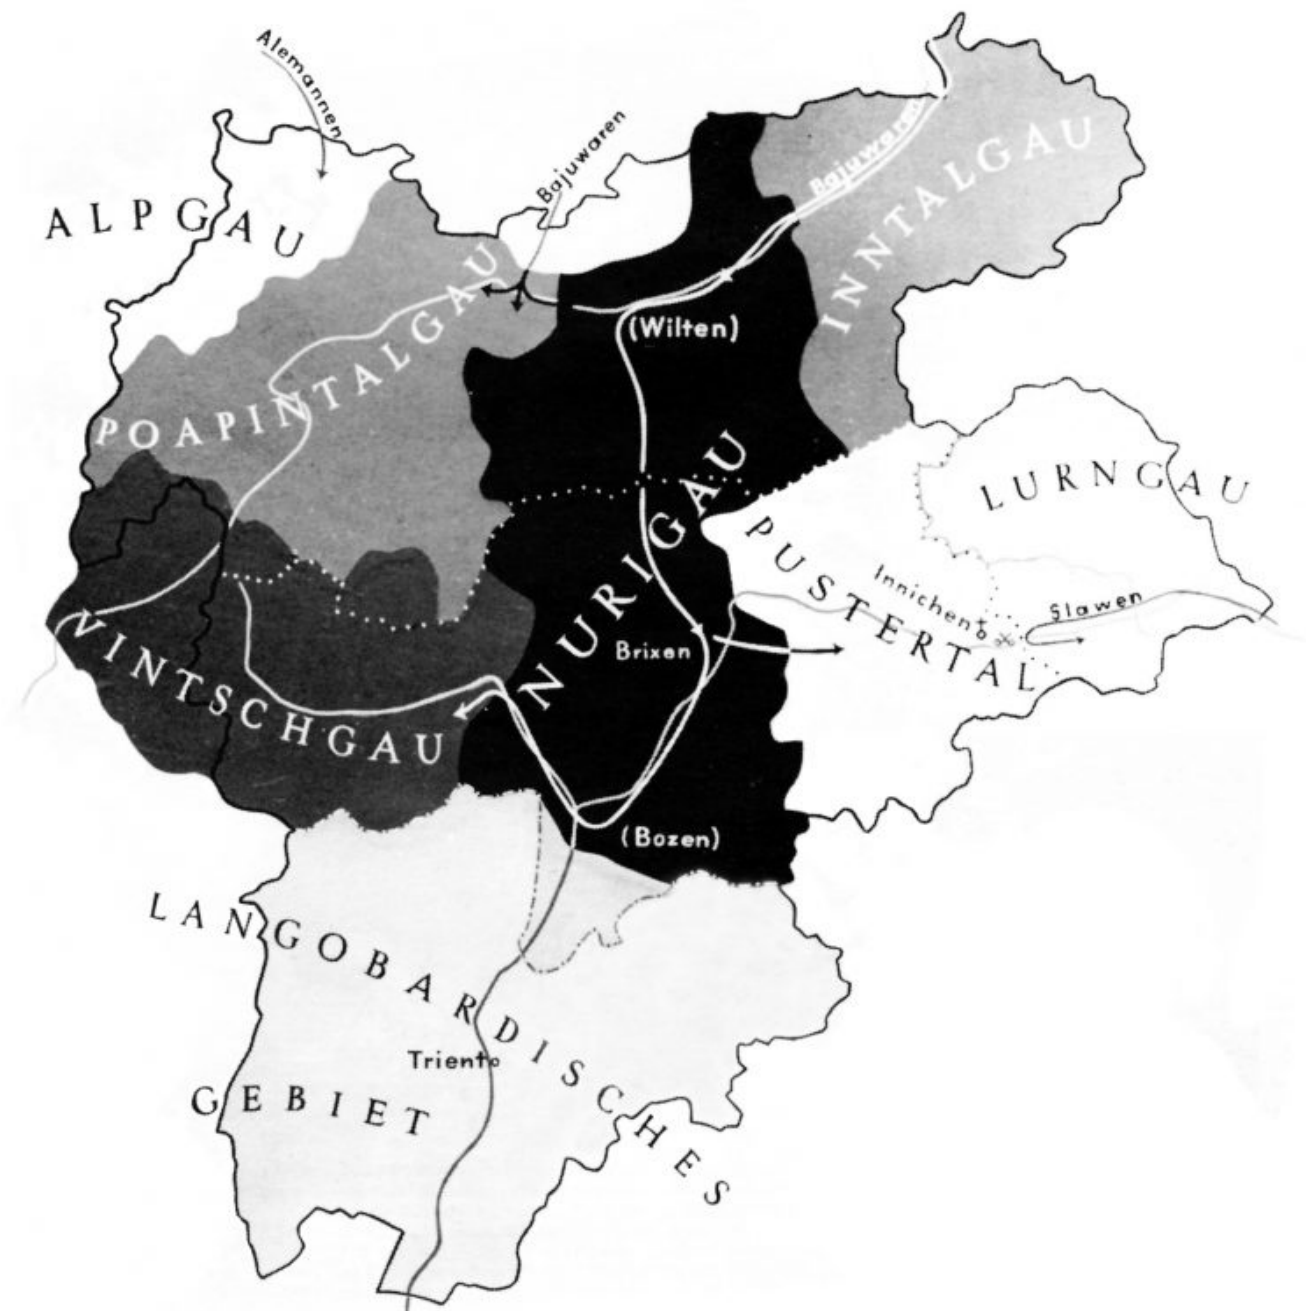 Alemannen
Bajuwaren
Bajuwaren
ALPGAU
INNTALGAU
POAPINTALGAU
(Wilten)
LURNGAU
NURIGAU
PUSTERTAL
Innichen
Slawen
Brixen
VINTSCHGAU
(Bozen)
LANGOBARDISCHES
GEBIET
Triento